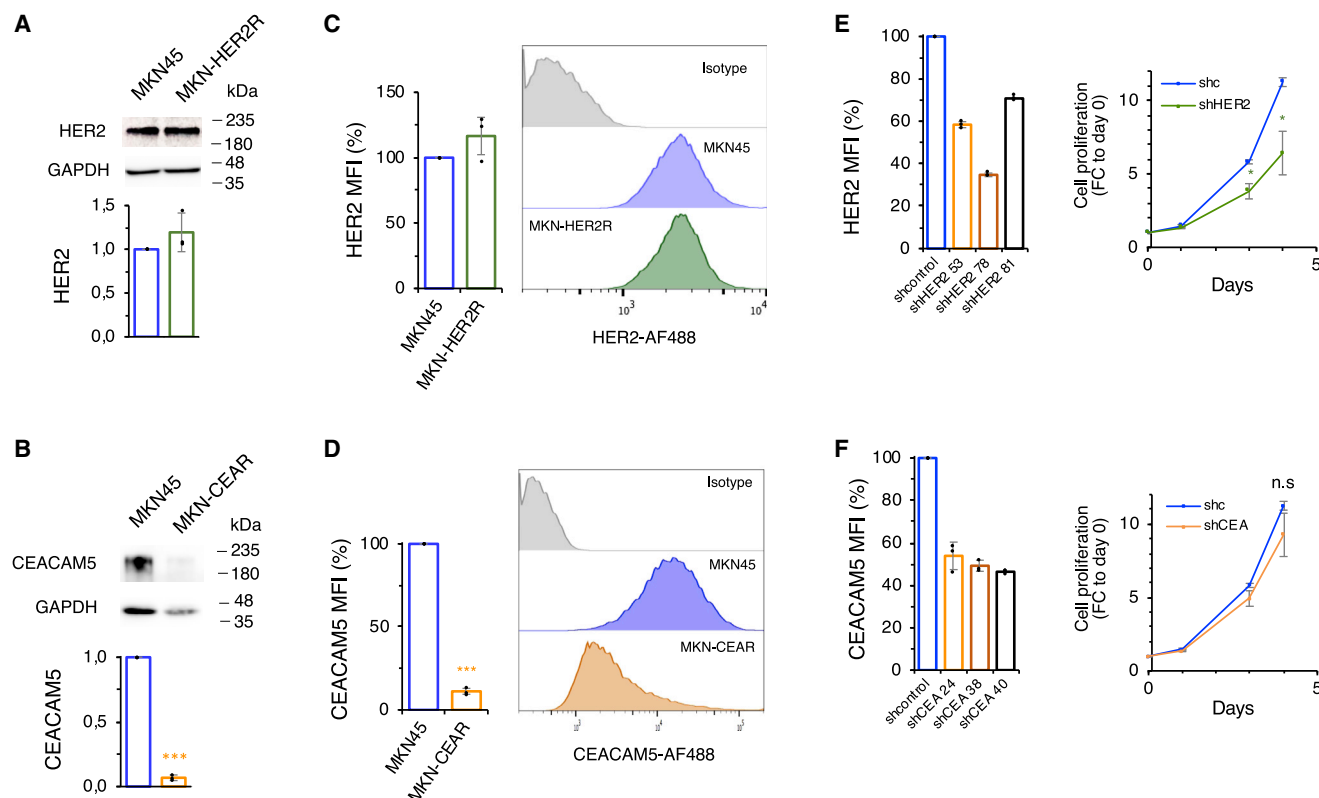 A
MKN45
MKN-HER2R
kDa
HER2
235
180
GAPDH
48
35
HER2
1,5
1,0
0,5
0,0
C
HER2 MFI (%)
150
100
50
0
MKN45
MKN-HER2R
Isotype
MKN45
MKN-HER2R
10³
10⁴
HER2-AF488
E
HER2 MFI (%)
100
80
60
40
20
0
shcontrol
shHER2 53
shHER2 78
shHER2 81
Cell proliferation
(FC to day 0)
10
5
0
shc
shHER2
*
*
0
5
Days
B
MKN45
MKN-CEAR
kDa
CEACAM5
235
180
GAPDH
48
35
CEACAM5
1,0
0,5
0,0
***
D
CEACAM5 MFI (%)
100
50
0
***
MKN45
MKN-CEAR
Isotype
MKN45
MKN-CEAR
10³
10⁴
10⁵
CEACAM5-AF488
F
CEACAM5 MFI (%)
100
80
60
40
20
0
shcontrol
shCEA 24
shCEA 38
shCEA 40
Cell proliferation
(FC to day 0)
10
5
0
shc
shCEA
n.s
0
5
Days